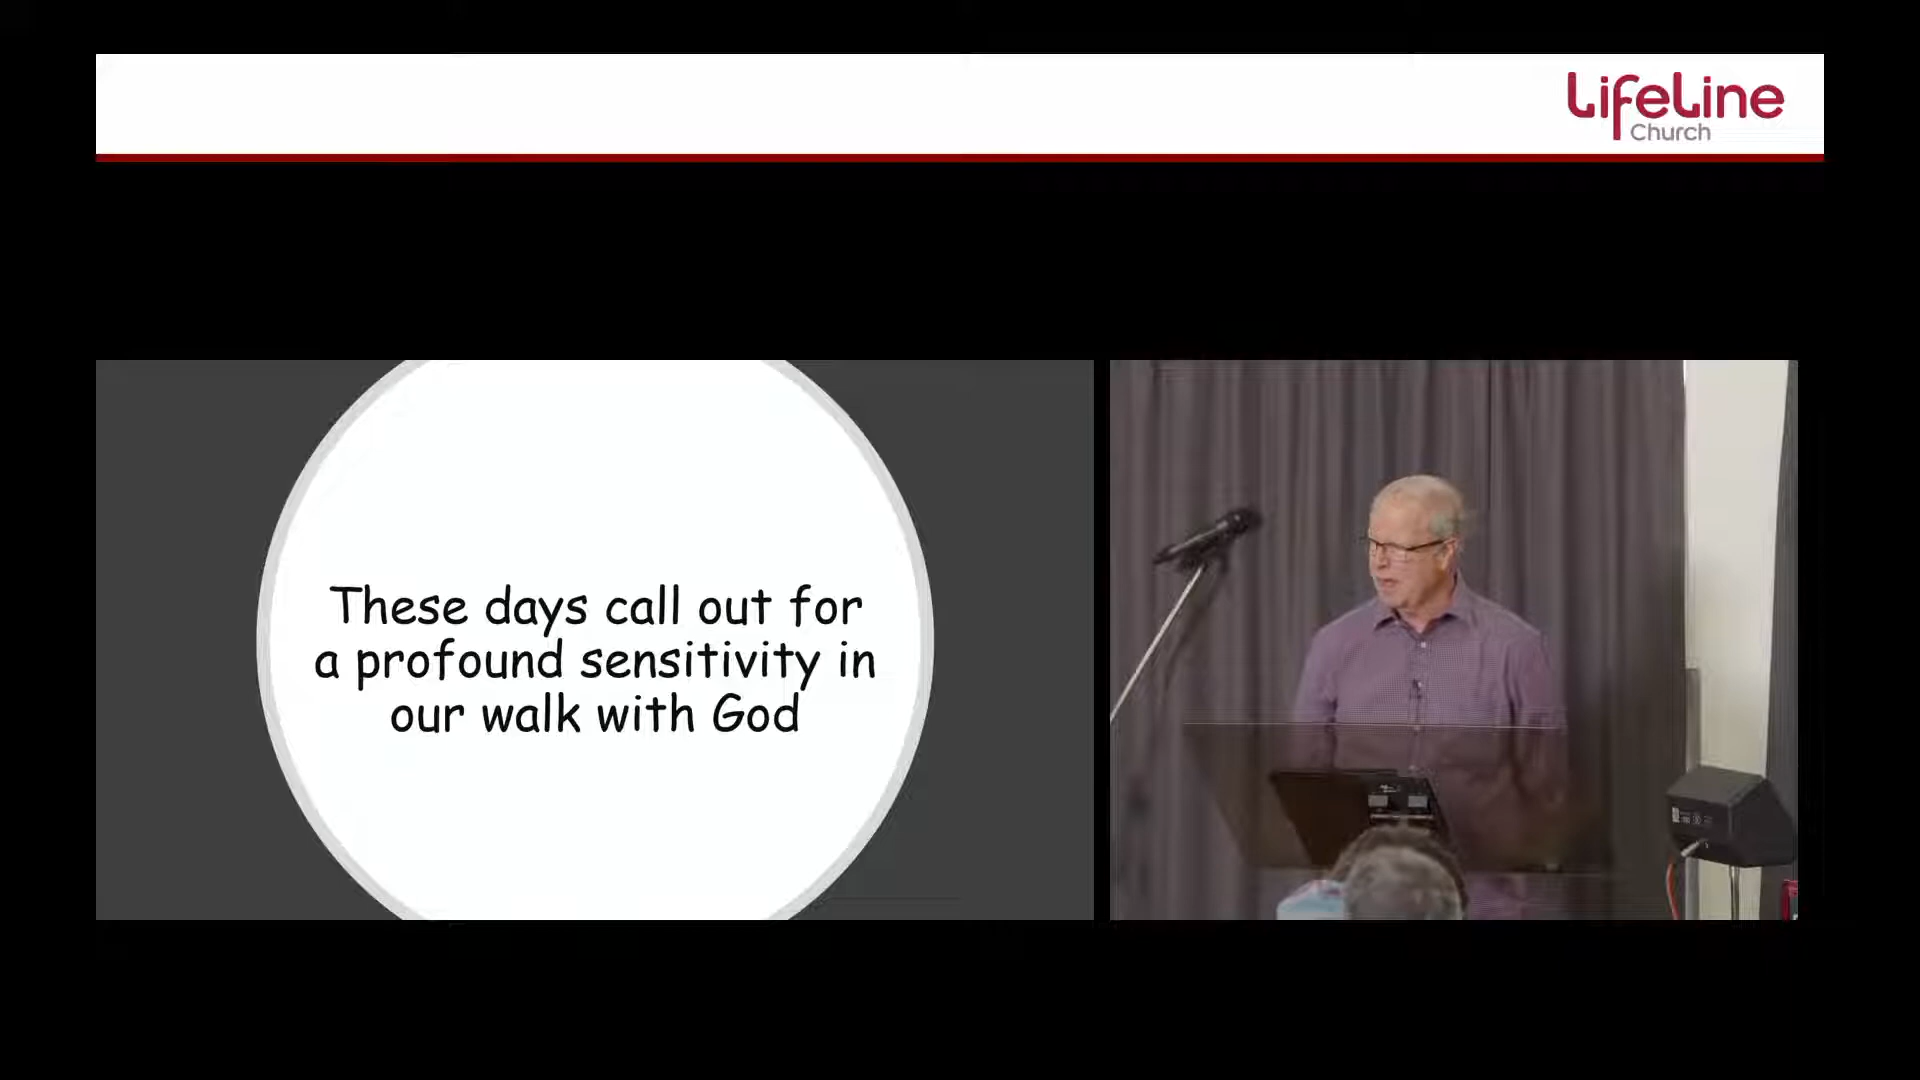 LifeLine
Church
These days call out for
a profound sensitivity in
our walk with God